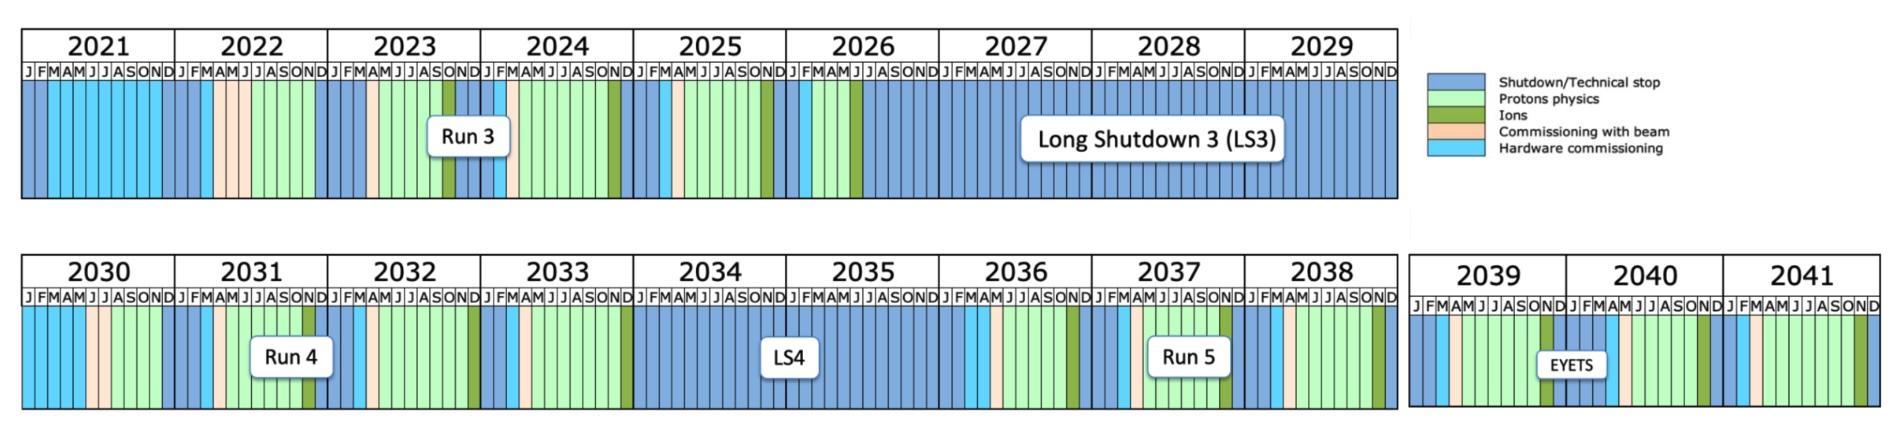 2021 2022 2023 2024 2025 2026 2027 2028 2029
J F M A M J J A S O N D J F M A M J J A S O N D J F M A M J J A S O N D J F M A M J J A S O N D J F M A M J J A S O N D J F M A M J J A S O N D J F M A M J J A S O N D J F M A M J J A S O N D J F M A M J J A S O N D
Run 3
Long Shutdown 3 (LS3)
Shutdown/Technical stop
Protons physics
Ions
Commissioning with beam
Hardware commissioning
2030 2031 2032 2033 2034 2035 2036 2037 2038
J F M A M J J A S O N D J F M A M J J A S O N D J F M A M J J A S O N D J F M A M J J A S O N D J F M A M J J A S O N D J F M A M J J A S O N D J F M A M J J A S O N D J F M A M J J A S O N D J F M A M J J A S O N D
Run 4
LS4
Run 5
2039 2040 2041
J F M A M J J A S O N D J F M A M J J A S O N D J F M A M J J A S O N D
EYETS